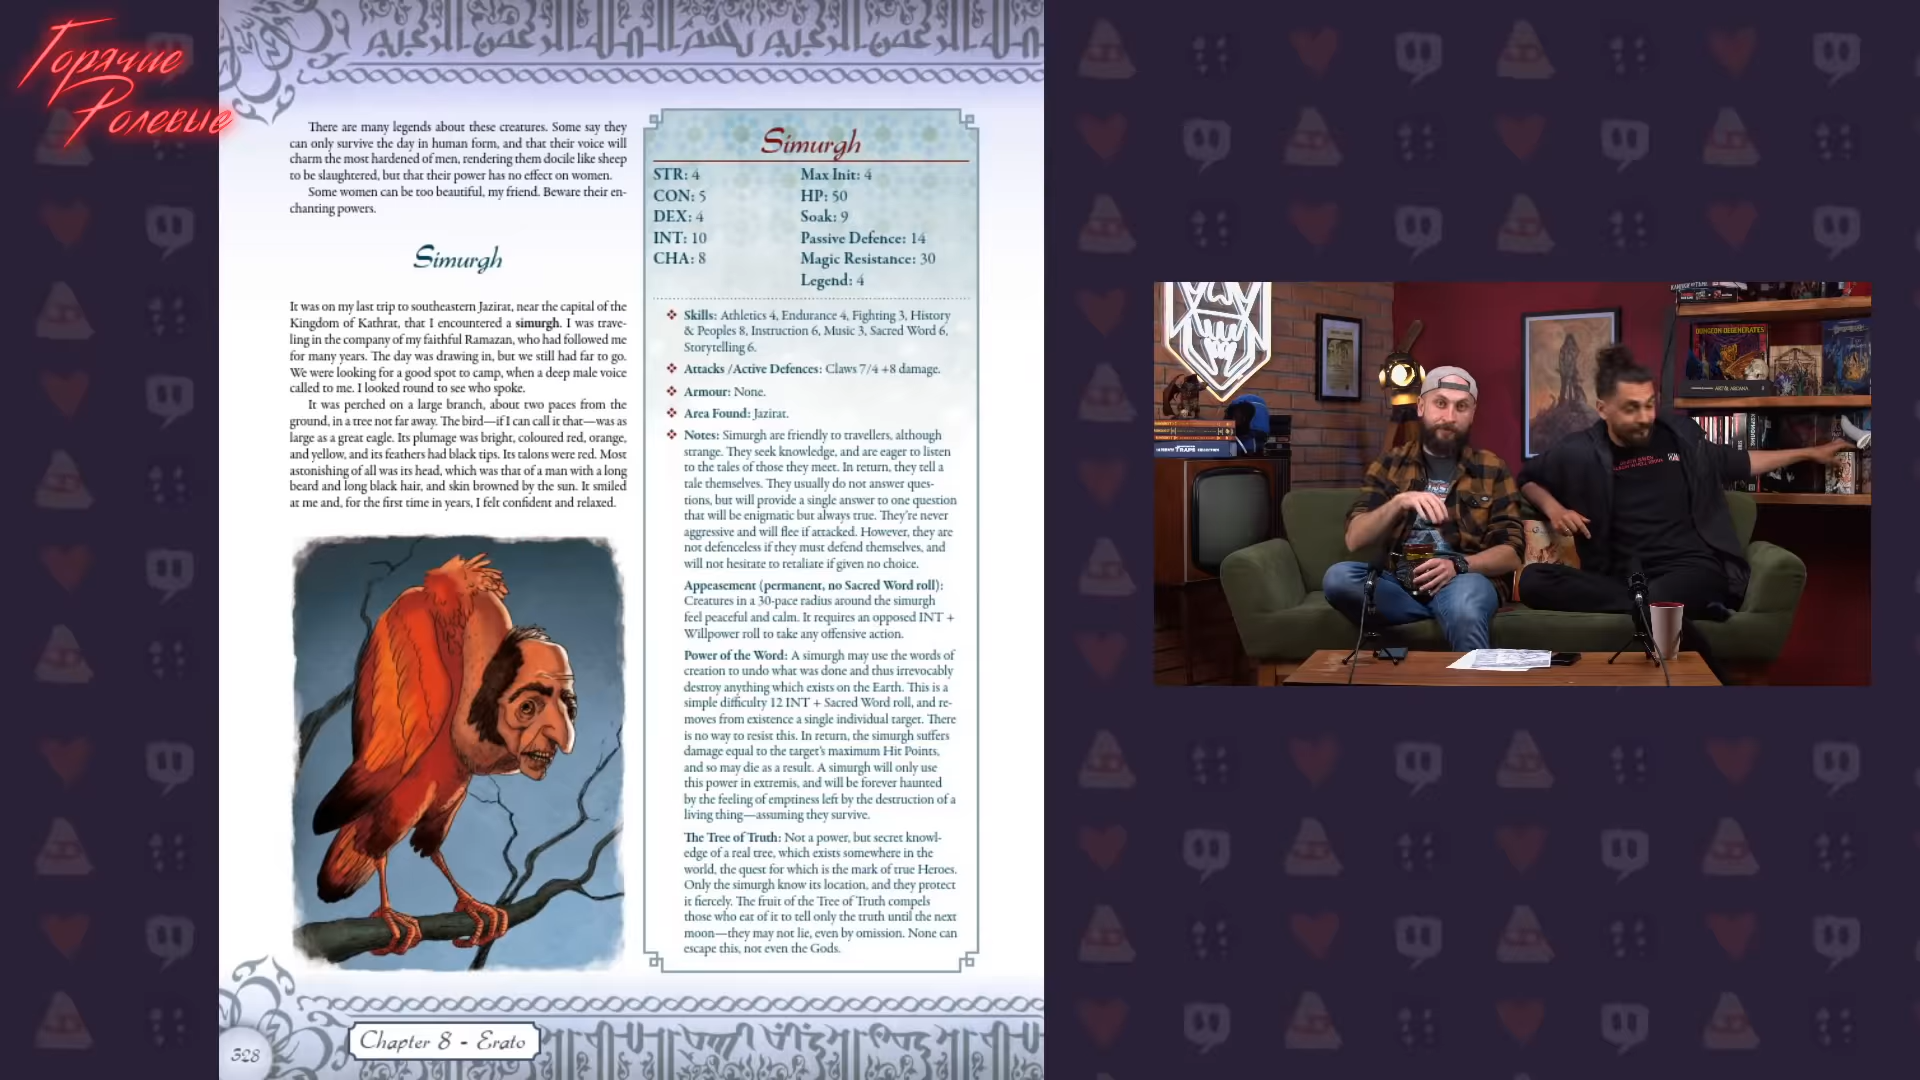 Горячие
Ролевые
There are many legends about these creatures. Some say they
can only survive the day in human form, and that their voice will
charm the most hardened of men, rendering them docile like sheep
to be slaughtered, but that their power has no effect on women.
Some women can be too beautiful, my friend. Beware their en-
chanting powers.
Simurgh
It was on my last trip to southeastern Jazirat, near the capital of the
Kingdom of Kathrat, that I encountered a simurgh. I was trave-
ling in the company of my faithful Ramazan, who had followed me
for many years. The day was drawing in, but we still had far to go.
We were looking for a good spot to camp, when a deep male voice
called to me. I looked round to see who spoke.
It was perched on a large branch, about two paces from the
ground, in a tree not far away. The bird—if I can call it that—was as
large as a great eagle. Its plumage was bright, coloured red, orange,
and yellow, and its feathers had black tips. Its talons were red. Most
astonishing of all was its head, which was that of a man with a long
beard and long black hair, and skin browned by the sun. It smiled
at me and, for the first time in years, I felt confident and relaxed.
Simurgh
STR: 4
CON: 5
DEX: 4
INT: 10
CHA: 8
Max Init: 4
HP: 50
Soak: 9
Passive Defence: 14
Magic Resistance: 30
Legend: 4
Skills: Athletics 4, Endurance 4, Fighting 3, History
& Peoples 8, Instruction 6, Music 3, Sacred Word 6,
Storytelling 6.
Attacks /Active Defences: Claws 7/4 +8 damage.
Armour: None.
Area Found: Jazirat.
Notes: Simurgh are friendly to travellers, although
strange. They seek knowledge, and are eager to listen
to the tales of those they meet. In return, they tell a
tale themselves. They usually do not answer ques-
tions, but will provide a single answer to one question
that will be enigmatic but always true. They're never
aggressive and will flee if attacked. However, they are
not defenceless if they must defend themselves, and
will not hesitate to retaliate if given no choice.
Appeasement (permanent, no Sacred Word roll):
Creatures in a 30-pace radius around the simurgh
feel peaceful and calm. It requires an opposed INT +
Willpower roll to take any offensive action.
Power of the Word: A simurgh may use the words of
creation to undo what was done and thus irrevocably
destroy anything which exists on the Earth. This is a
simple difficulty 12 INT + Sacred Word roll, and re-
moves from existence a single individual target. There
is no way to resist this. In return, the simurgh suffers
damage equal to the target's maximum Hit Points,
and so may die as a result. A simurgh will only use
this power in extremis, and will be forever haunted
by the feeling of emptiness left by the destruction of a
living thing—assuming they survive.
The Tree of Truth: Not a power, but secret knowl-
edge of a real tree, which exists somewhere in the
world, the quest for which is the mark of true Heroes.
Only the simurgh know its location, and they protect
it fiercely. The fruit of the Tree of Truth compels
those who eat of it to tell only the truth until the next
moon—they may not lie, even by omission. None can
escape this, not even the Gods.
Chapter 8 - Erato
328
DUNGEON DEGENERATES
ART & ARCANA